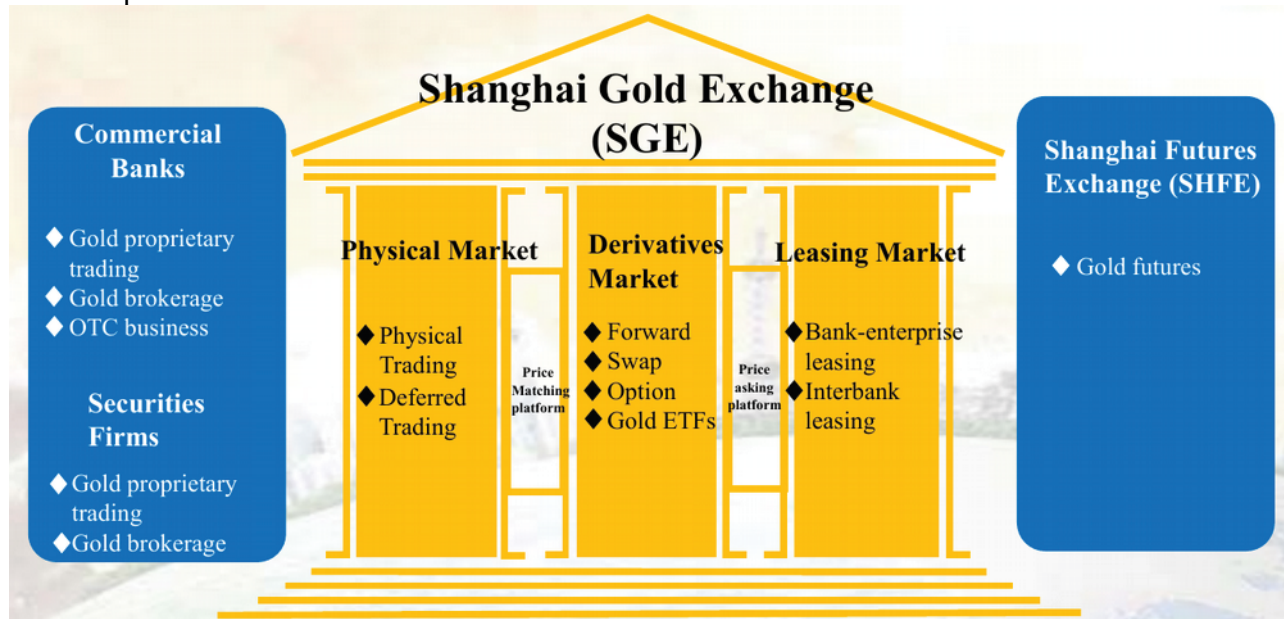 Shanghai Gold Exchange
(SGE)
Commercial
Banks
◆ Gold proprietary
trading
◆ Gold brokerage
◆ OTC business
Securities
Firms
◆ Gold proprietary
trading
◆ Gold brokerage
Physical Market
◆ Physical
Trading
◆ Deferred
Trading
Price
Matching
platform
Derivatives
Market
◆ Forward
◆ Swap
◆ Option
◆ Gold ETFs
Price
asking
platform
Leasing Market
◆ Bank-enterprise
leasing
◆ Interbank
leasing
Shanghai Futures
Exchange (SHFE)
◆ Gold futures